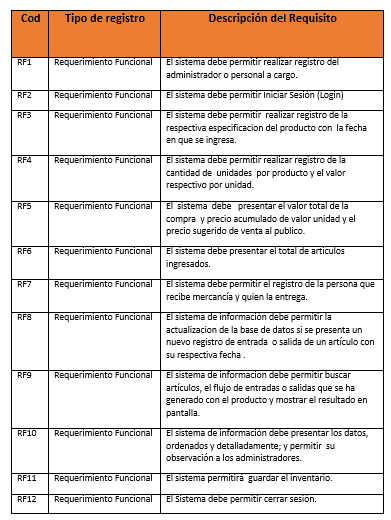 Cod Tipo de registro Descripción del Requisito
RF1 Requerimiento Funcional El sistema debe permitir realizar registro del
administrador o personal a cargo.
RF2 Requerimiento Funcional El sistema debe permitir Iniciar Sesión (Login)
RF3 Requerimiento Funcional El sistema debe permitir realizar registro de la
respectiva especificacion del producto con la fecha
en que se ingresa.
RF4 Requerimiento Funcional El sistema debe permitir realizar registro de la
cantidad de unidades por producto y el valor
respectivo por unidad.
RF5 Requerimiento Funcional El sistema debe presentar el valor total de la
compra y precio acumulado de valor unidad y el
precio sugerido de venta al publico.
RF6 Requerimiento Funcional El sistema debe presentar el total de artículos
ingresados.
RF7 Requerimiento Funcional El sistema debe permitir el registro de la persona que
recibe mercancía y quien la entrega.
RF8 Requerimiento Funcional El sistema de información debe permitir la
actualizacion de la base de datos si se presenta un
nuevo registro de entrada o salida de un artículo con
su respectiva fecha .
RF9 Requerimiento Funcional El sistema de información debe permitir buscar
artículos, el flujo de entradas o salidas que se ha
generado con el producto y mostrar el resultado en
pantalla.
RF10 Requerimiento Funcional El sistema de información debe presentar los datos,
ordenados y detalladamente; y permitir su
observación a los administradores.
RF11 Requerimiento Funcional El sistema permitirá guardar el inventario.
RF12 Requerimiento Funcional El Sistema debe permitir cerrar sesión.